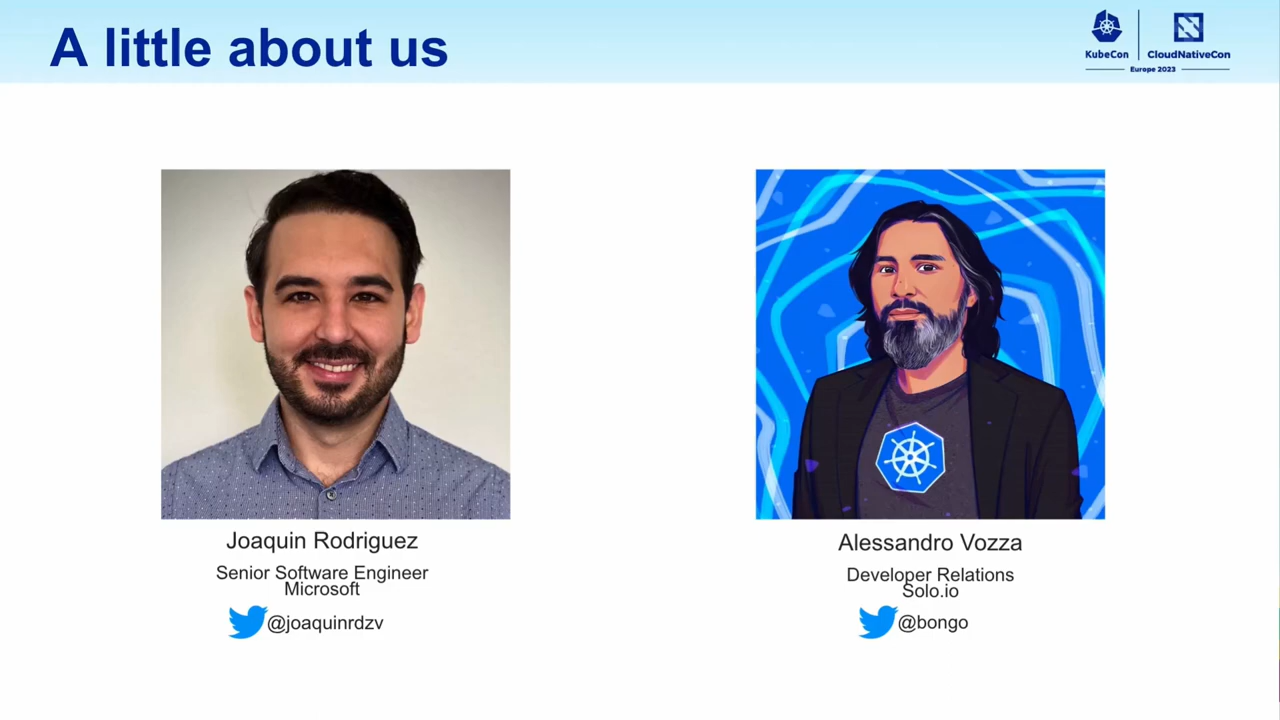 A little about us
KubeCon
CloudNativeCon
Europe 2023
Joaquin Rodriguez
Senior Software Engineer
Microsoft
@joaquinrdzv
Alessandro Vozza
Developer Relations
Solo.io
@bongo